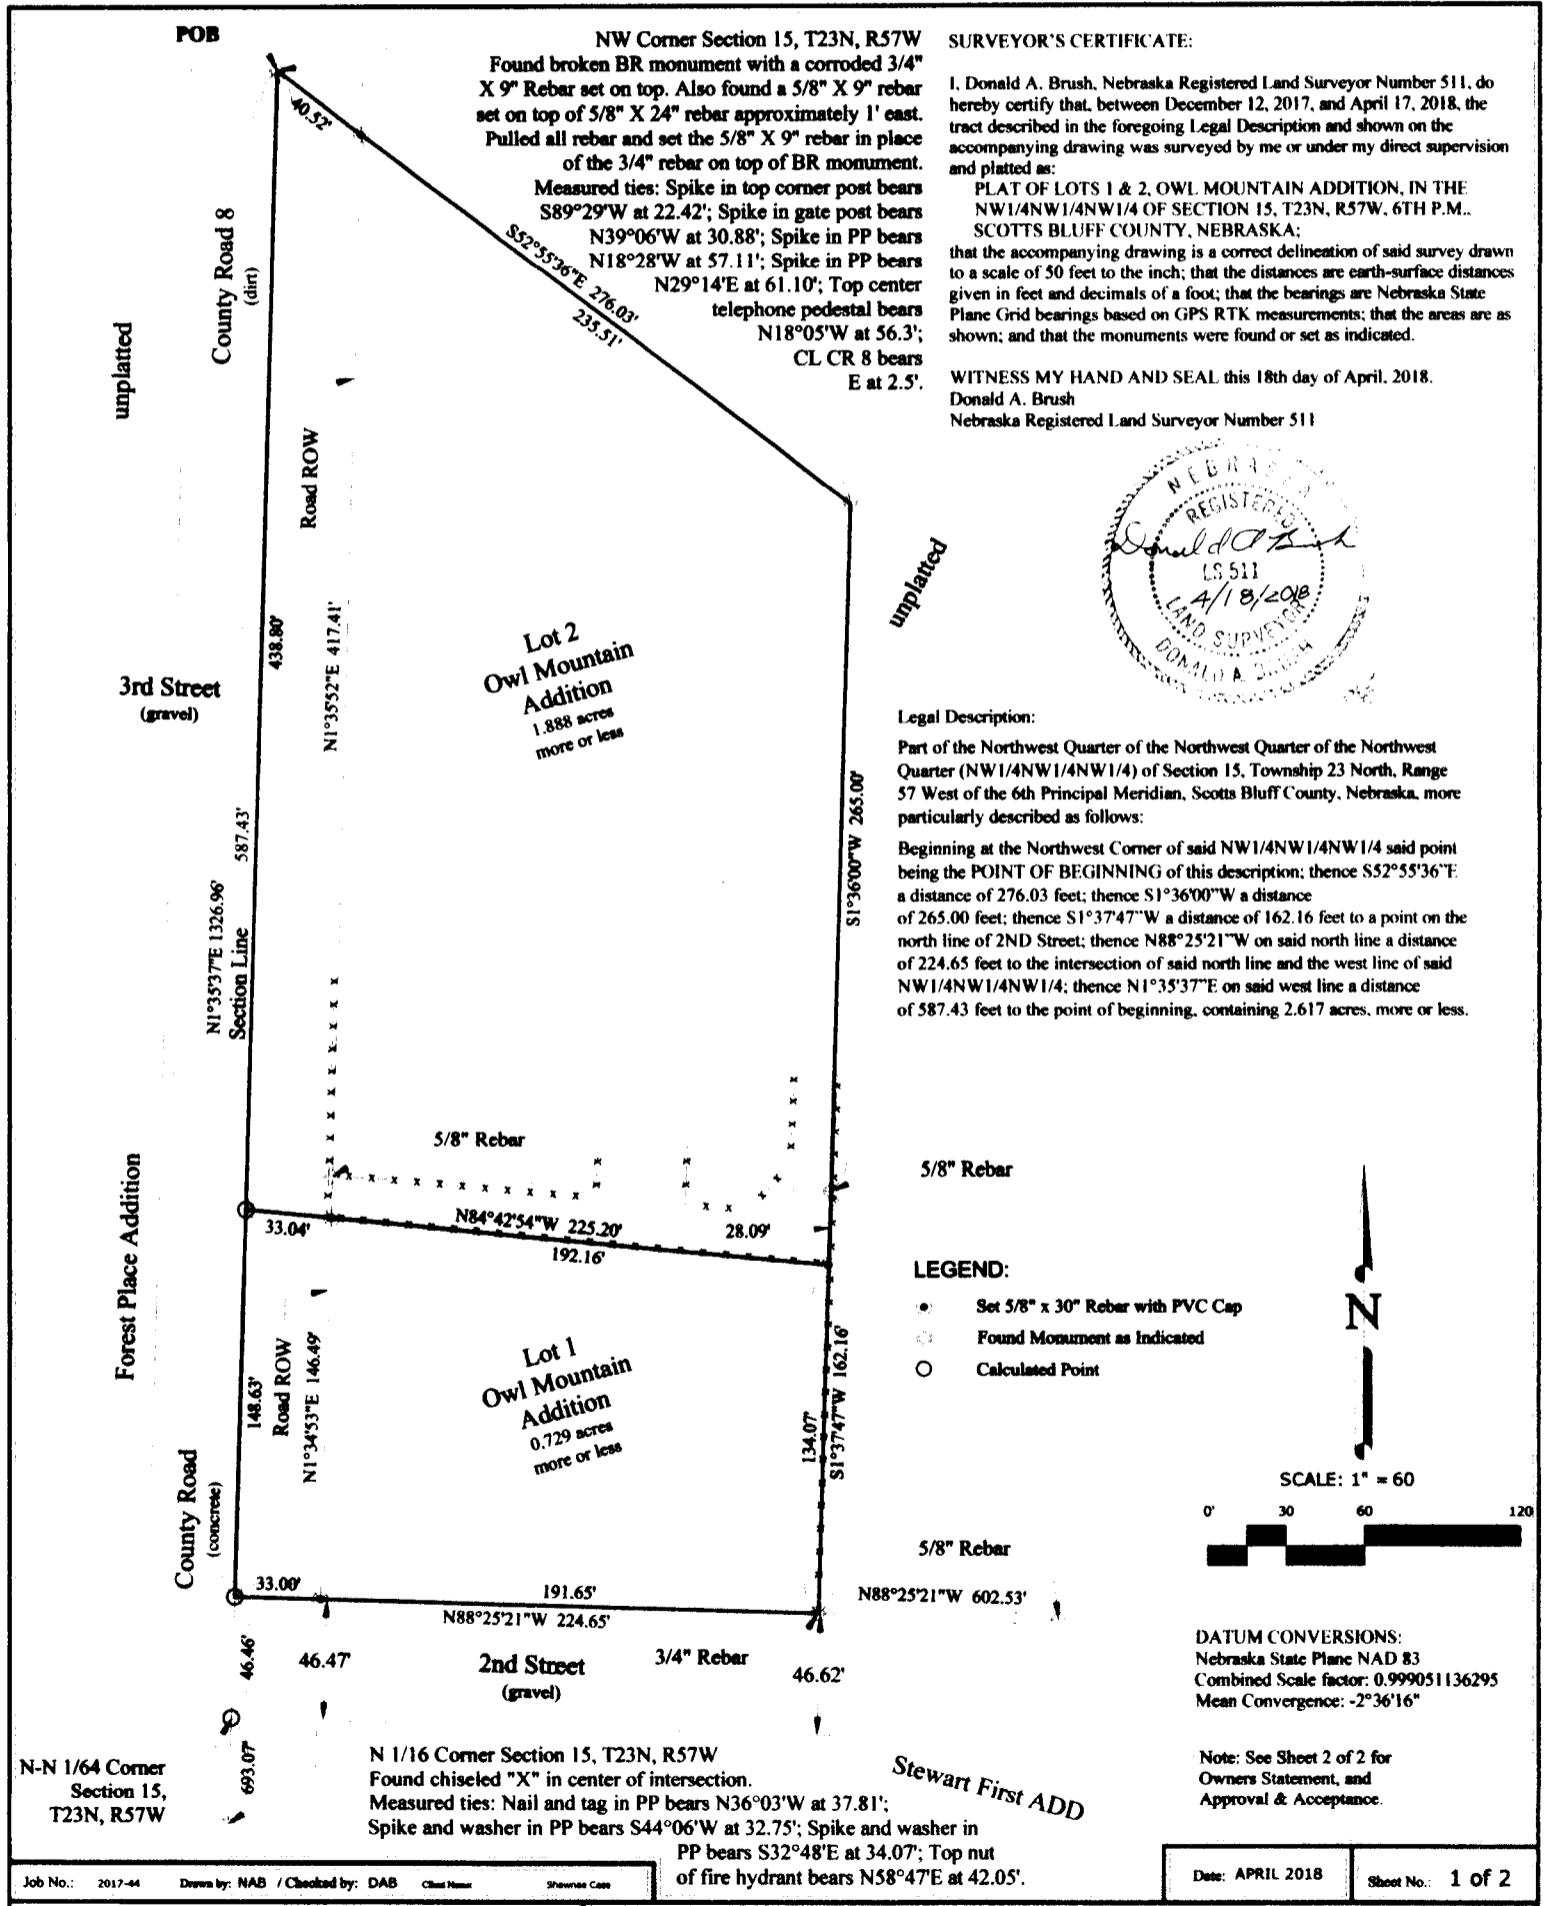 POB
NW Corner Section 15, T23N, R57W
Found broken BR monument with a corroded 3/4"
X 9" Rebar set on top. Also found a 5/8" X 9" rebar
set on top of 5/8" X 24" rebar approximately 1' east.
Pulled all rebar and set the 5/8" X 9" rebar in place
of the 3/4" rebar on top of BR monument.
Measured ties: Spike in top corner post bears
S89°29'W at 22.42'; Spike in gate post bears
N39°06'W at 30.88'; Spike in PP bears
N18°28'W at 57.11'; Spike in PP bears
N29°14'E at 61.10'; Top center
telephone pedestal bears
N18°05'W at 56.3';
CL CR 8 bears
E at 2.5'.
SURVEYOR'S CERTIFICATE:
I, Donald A. Brush, Nebraska Registered Land Surveyor Number 511, do
hereby certify that, between December 12, 2017, and April 17, 2018, the
tract described in the foregoing Legal Description and shown on the
accompanying drawing was surveyed by me or under my direct supervision
and platted as:
PLAT OF LOTS 1 & 2, OWL MOUNTAIN ADDITION, IN THE
NW1/4NW1/4NW1/4 OF SECTION 15, T23N, R57W, 6TH P.M.,
SCOTTS BLUFF COUNTY, NEBRASKA;
that the accompanying drawing is a correct delineation of said survey drawn
to a scale of 50 feet to the inch; that the distances are earth-surface distances
given in feet and decimals of a foot; that the bearings are Nebraska State
Plane Grid bearings based on GPS RTK measurements; that the areas are as
shown; and that the monuments were found or set as indicated.
WITNESS MY HAND AND SEAL this 18th day of April, 2018.
Donald A. Brush
Nebraska Registered Land Surveyor Number 511
NEBRASKA
REGISTERED
Donald A Brush
LS 511
4/18/2018
LAND SURVEYOR
DONALD A. BRUSH
40.52'
S52°55'36"E 276.03'
235.51'
County Road 8
(dirt)
unplatted
Road ROW
438.80'
N1°35'52"E 417.41'
3rd Street
(gravel)
Lot 2
Owl Mountain
Addition
1.888 acres
more or less
unplatted
S1°36'00"W 265.00'
587.43'
N1°35'37"E 1326.96'
Section Line
Legal Description:
Part of the Northwest Quarter of the Northwest Quarter of the Northwest
Quarter (NW1/4NW1/4NW1/4) of Section 15, Township 23 North, Range
57 West of the 6th Principal Meridian, Scotts Bluff County, Nebraska, more
particularly described as follows:
Beginning at the Northwest Corner of said NW1/4NW1/4NW1/4 said point
being the POINT OF BEGINNING of this description; thence S52°55'36"E
a distance of 276.03 feet; thence S1°36'00"W a distance
of 265.00 feet; thence S1°37'47"W a distance of 162.16 feet to a point on the
north line of 2ND Street; thence N88°25'21"W on said north line a distance
of 224.65 feet to the intersection of said north line and the west line of said
NW1/4NW1/4NW1/4; thence N1°35'37"E on said west line a distance
of 587.43 feet to the point of beginning, containing 2.617 acres, more or less.
5/8" Rebar
5/8" Rebar
33.04'
N84°42'54"W 225.20'
192.16'
28.09'
Forest Place Addition
LEGEND:
Set 5/8" x 30" Rebar with PVC Cap
Found Monument as Indicated
Calculated Point
N
SCALE: 1" = 60
0' 30 60 120
148.63'
Road ROW
N1°34'53"E 146.49'
Lot 1
Owl Mountain
Addition
0.729 acres
more or less
134.07'
S1°37'47"W 162.16'
County Road
(concrete)
5/8" Rebar
N88°25'21"W 602.53'
33.00'
191.65'
N88°25'21"W 224.65'
46.46'
46.47'
2nd Street
(gravel)
3/4" Rebar
46.62'
DATUM CONVERSIONS:
Nebraska State Plane NAD 83
Combined Scale factor: 0.999051136295
Mean Convergence: -2°36'16"
693.07'
N-N 1/64 Corner
Section 15,
T23N, R57W
N 1/16 Corner Section 15, T23N, R57W
Found chiseled "X" in center of intersection.
Measured ties: Nail and tag in PP bears N36°03'W at 37.81';
Spike and washer in PP bears S44°06'W at 32.75'; Spike and washer in
PP bears S32°48'E at 34.07'; Top nut
of fire hydrant bears N58°47'E at 42.05'.
Stewart First ADD
Note: See Sheet 2 of 2 for
Owners Statement, and
Approval & Acceptance.
Job No.: 2017-44 Drawn by: NAB / Checked by: DAB Client Name: Shawnee Case
Date: APRIL 2018
Sheet No.: 1 of 2